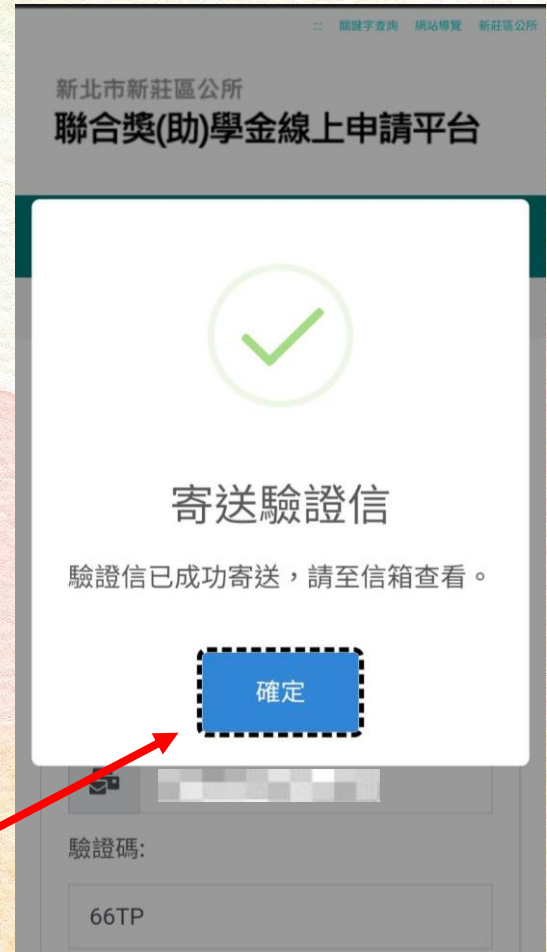 ::: 關鍵字查詢 網站導覽 新莊區公所
新北市新莊區公所
聯合獎(助)學金線上申請平台
寄送驗證信
驗證信已成功寄送，請至信箱查看。
確定
驗證碼:
66TP